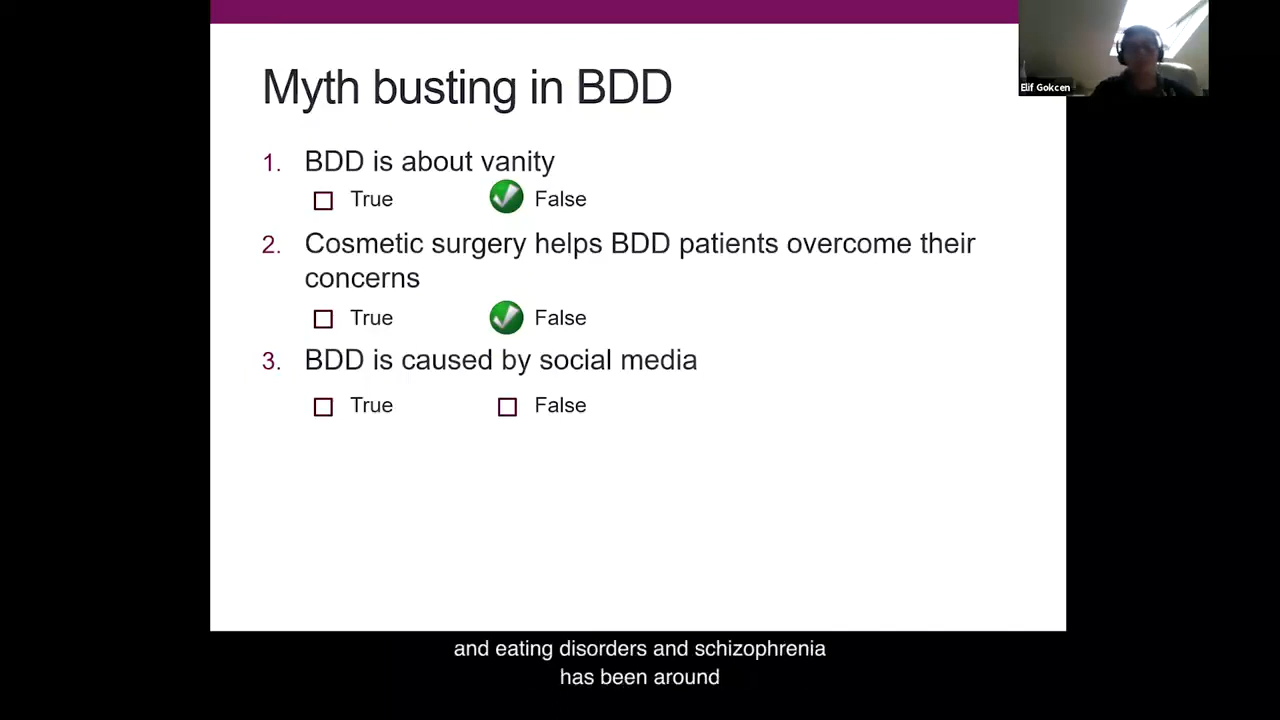 Elif Gokcen
Myth busting in BDD
1. BDD is about vanity
True False
2. Cosmetic surgery helps BDD patients overcome their
concerns
True False
3. BDD is caused by social media
True False
and eating disorders and schizophrenia
has been around